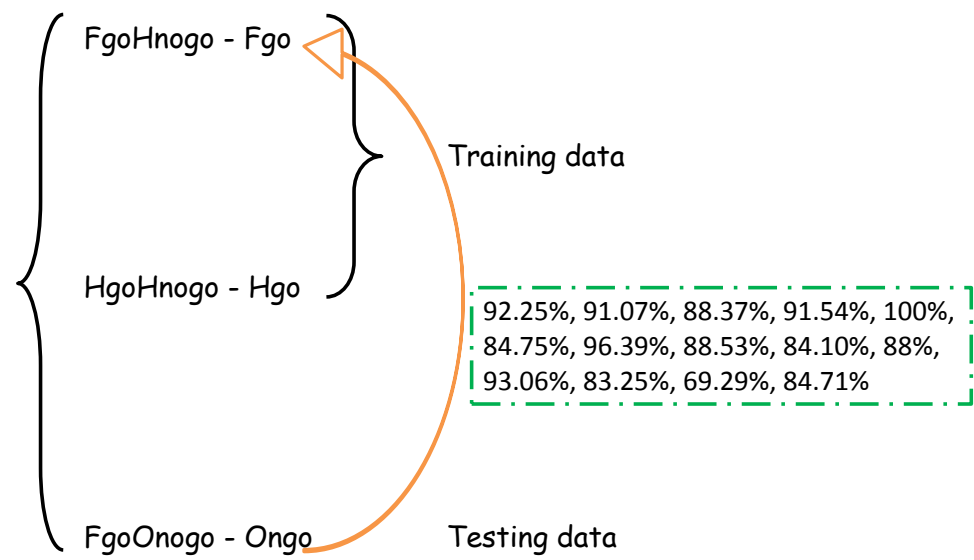 FgoHnogo - Fgo
Training data
HgoHnogo - Hgo
92.25%, 91.07%, 88.37%, 91.54%, 100%,
84.75%, 96.39%, 88.53%, 84.10%, 88%,
93.06%, 83.25%, 69.29%, 84.71%
FgoOnogo - Ongo
Testing data